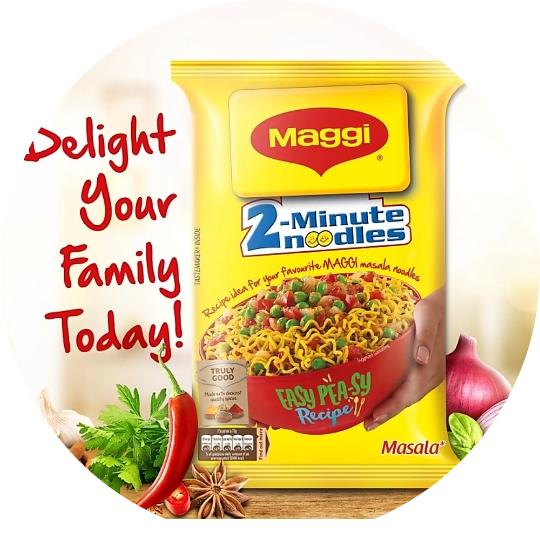 Delight
Your
Family
Today!
Maggi
®
2-Minute
noodles
TASTEMAKER INSIDE
Recipe idea for your favourite MAGGI masala noodles
EASY PEA-SY
Recipe
TRULY
GOOD
Masala*